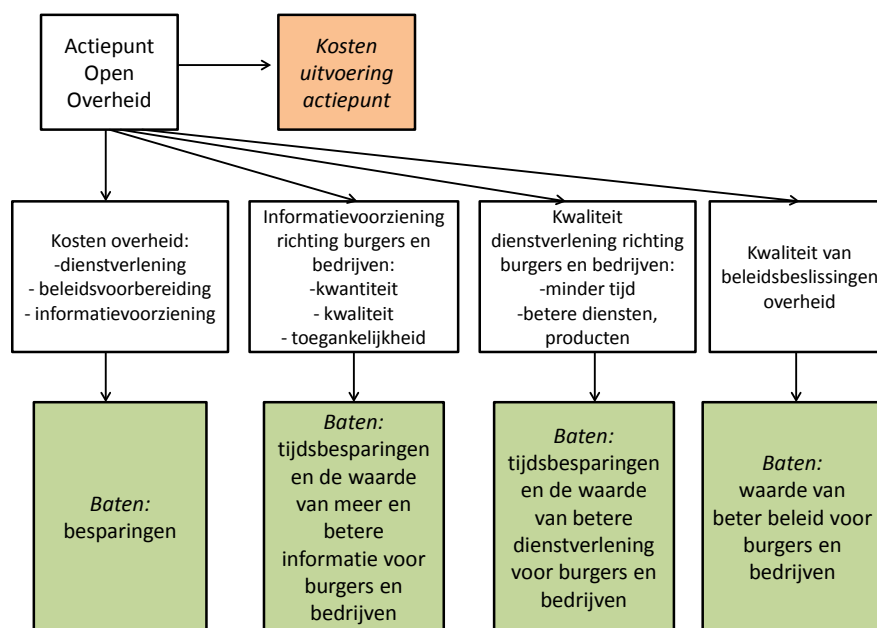 Actiepunt
Open
Overheid
Kosten
uitvoering
actiepunt
Kosten overheid:
-dienstverlening
- beleidsvoorbereiding
- informatievoorziening
Informatievoorziening
richting burgers en
bedrijven:
-kwantiteit
- kwaliteit
- toegankelijkheid
Kwaliteit
dienstverlening richting
burgers en bedrijven:
-minder tijd
-betere diensten,
producten
Kwaliteit van
beleidsbeslissingen
overheid
Baten:
besparingen
Baten:
tijdsbesparingen
en de waarde
van meer en
betere
informatie voor
burgers en
bedrijven
Baten:
tijdsbesparingen
en de waarde
van betere
dienstverlening
voor burgers en
bedrijven
Baten:
waarde van
beter beleid voor
burgers en
bedrijven